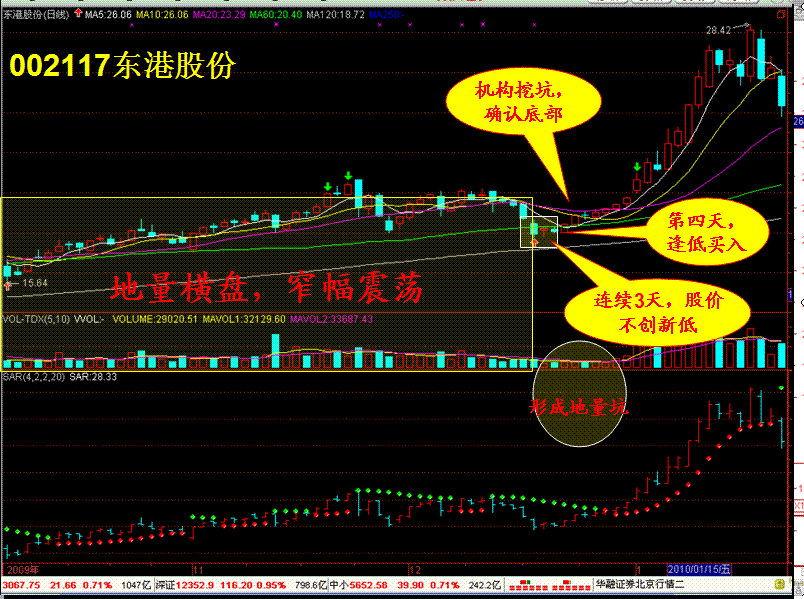 东港股份(日线) MA5:26.06 MA10:26.06 MA20:23.29 MA60:20.40 MA120:18.72 MA250:-
002117东港股份
28.42
机构挖坑，
确认底部
第四天，
逢低买入
15.64
地量横盘，窄幅震荡
连续3天，股价
不创新低
VOL-TDX(5,10) VVOL:- VOLUME:29020.51 MAVOL1:32129.60 MAVOL2:33687.43
SAR(4,2,2,20) SAR:28.33
形成地量坑
2009年 11 12 1 2010/01/15/五
3067.75 21.66 0.71% 1047亿 深证12352.9 116.20 0.95% 798.6亿 中小5652.58 39.90 0.71% 242.2亿 华融证券北京行情二